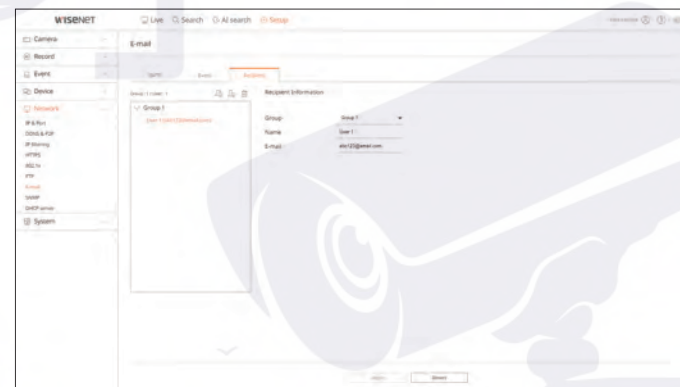 WISENET
Live Search AI search Setup
Camera
Record
Event
Device
Network
IP & Port
DDNS & P2P
IP filtering
HTTPS
802.1x
FTP
E-mail
SNMP
DHCP server
System
E-mail
SMTP Event Recipient
Group 1
Recipient Information
Group Group 1
Name User 1
E-mail abc123@email.com